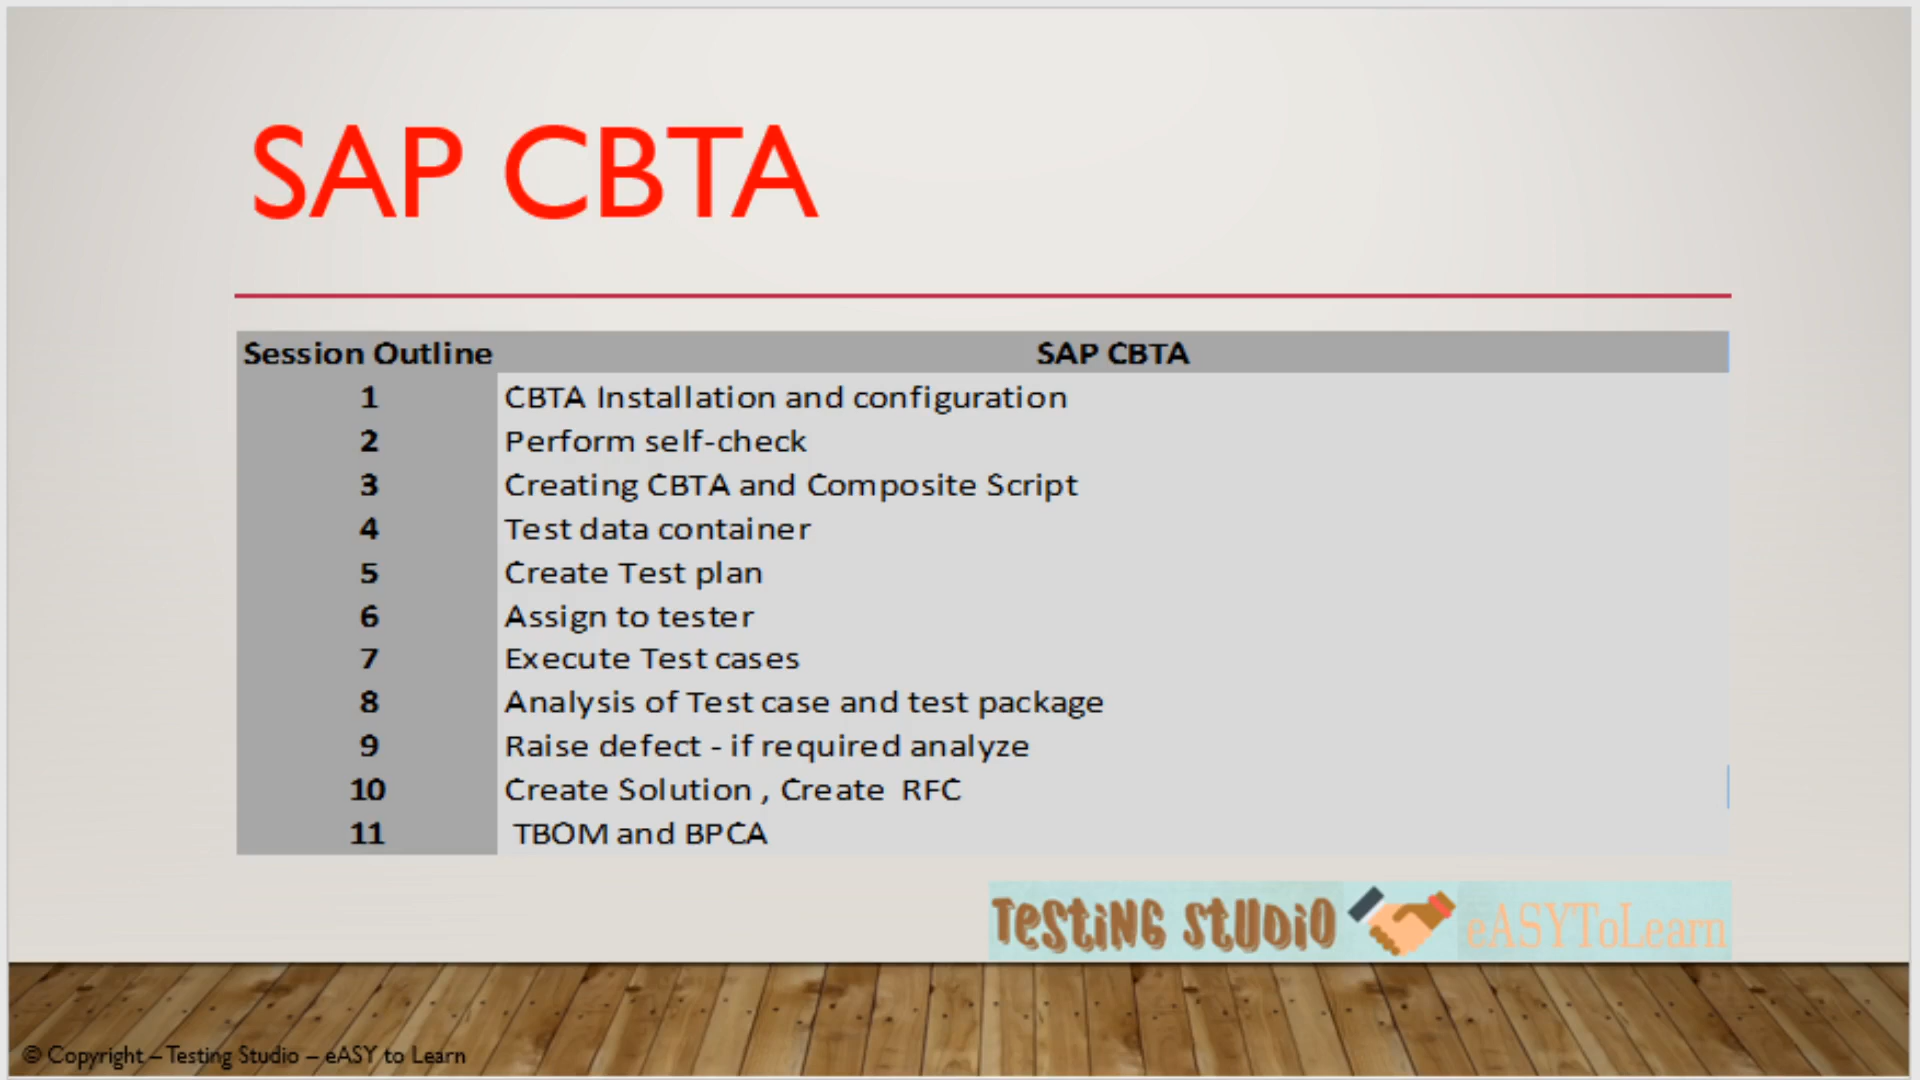 SAP CBTA
Session Outline SAP CBTA
1 CBTA Installation and configuration
2 Perform self-check
3 Creating CBTA and Composite Script
4 Test data container
5 Create Test plan
6 Assign to tester
7 Execute Test cases
8 Analysis of Test case and test package
9 Raise defect - if required analyze
10 Create Solution , Create RFC
11 TBOM and BPCA
TeSTiNG STUDiO eASYToLearn
© Copyright – Testing Studio – eASY to Learn